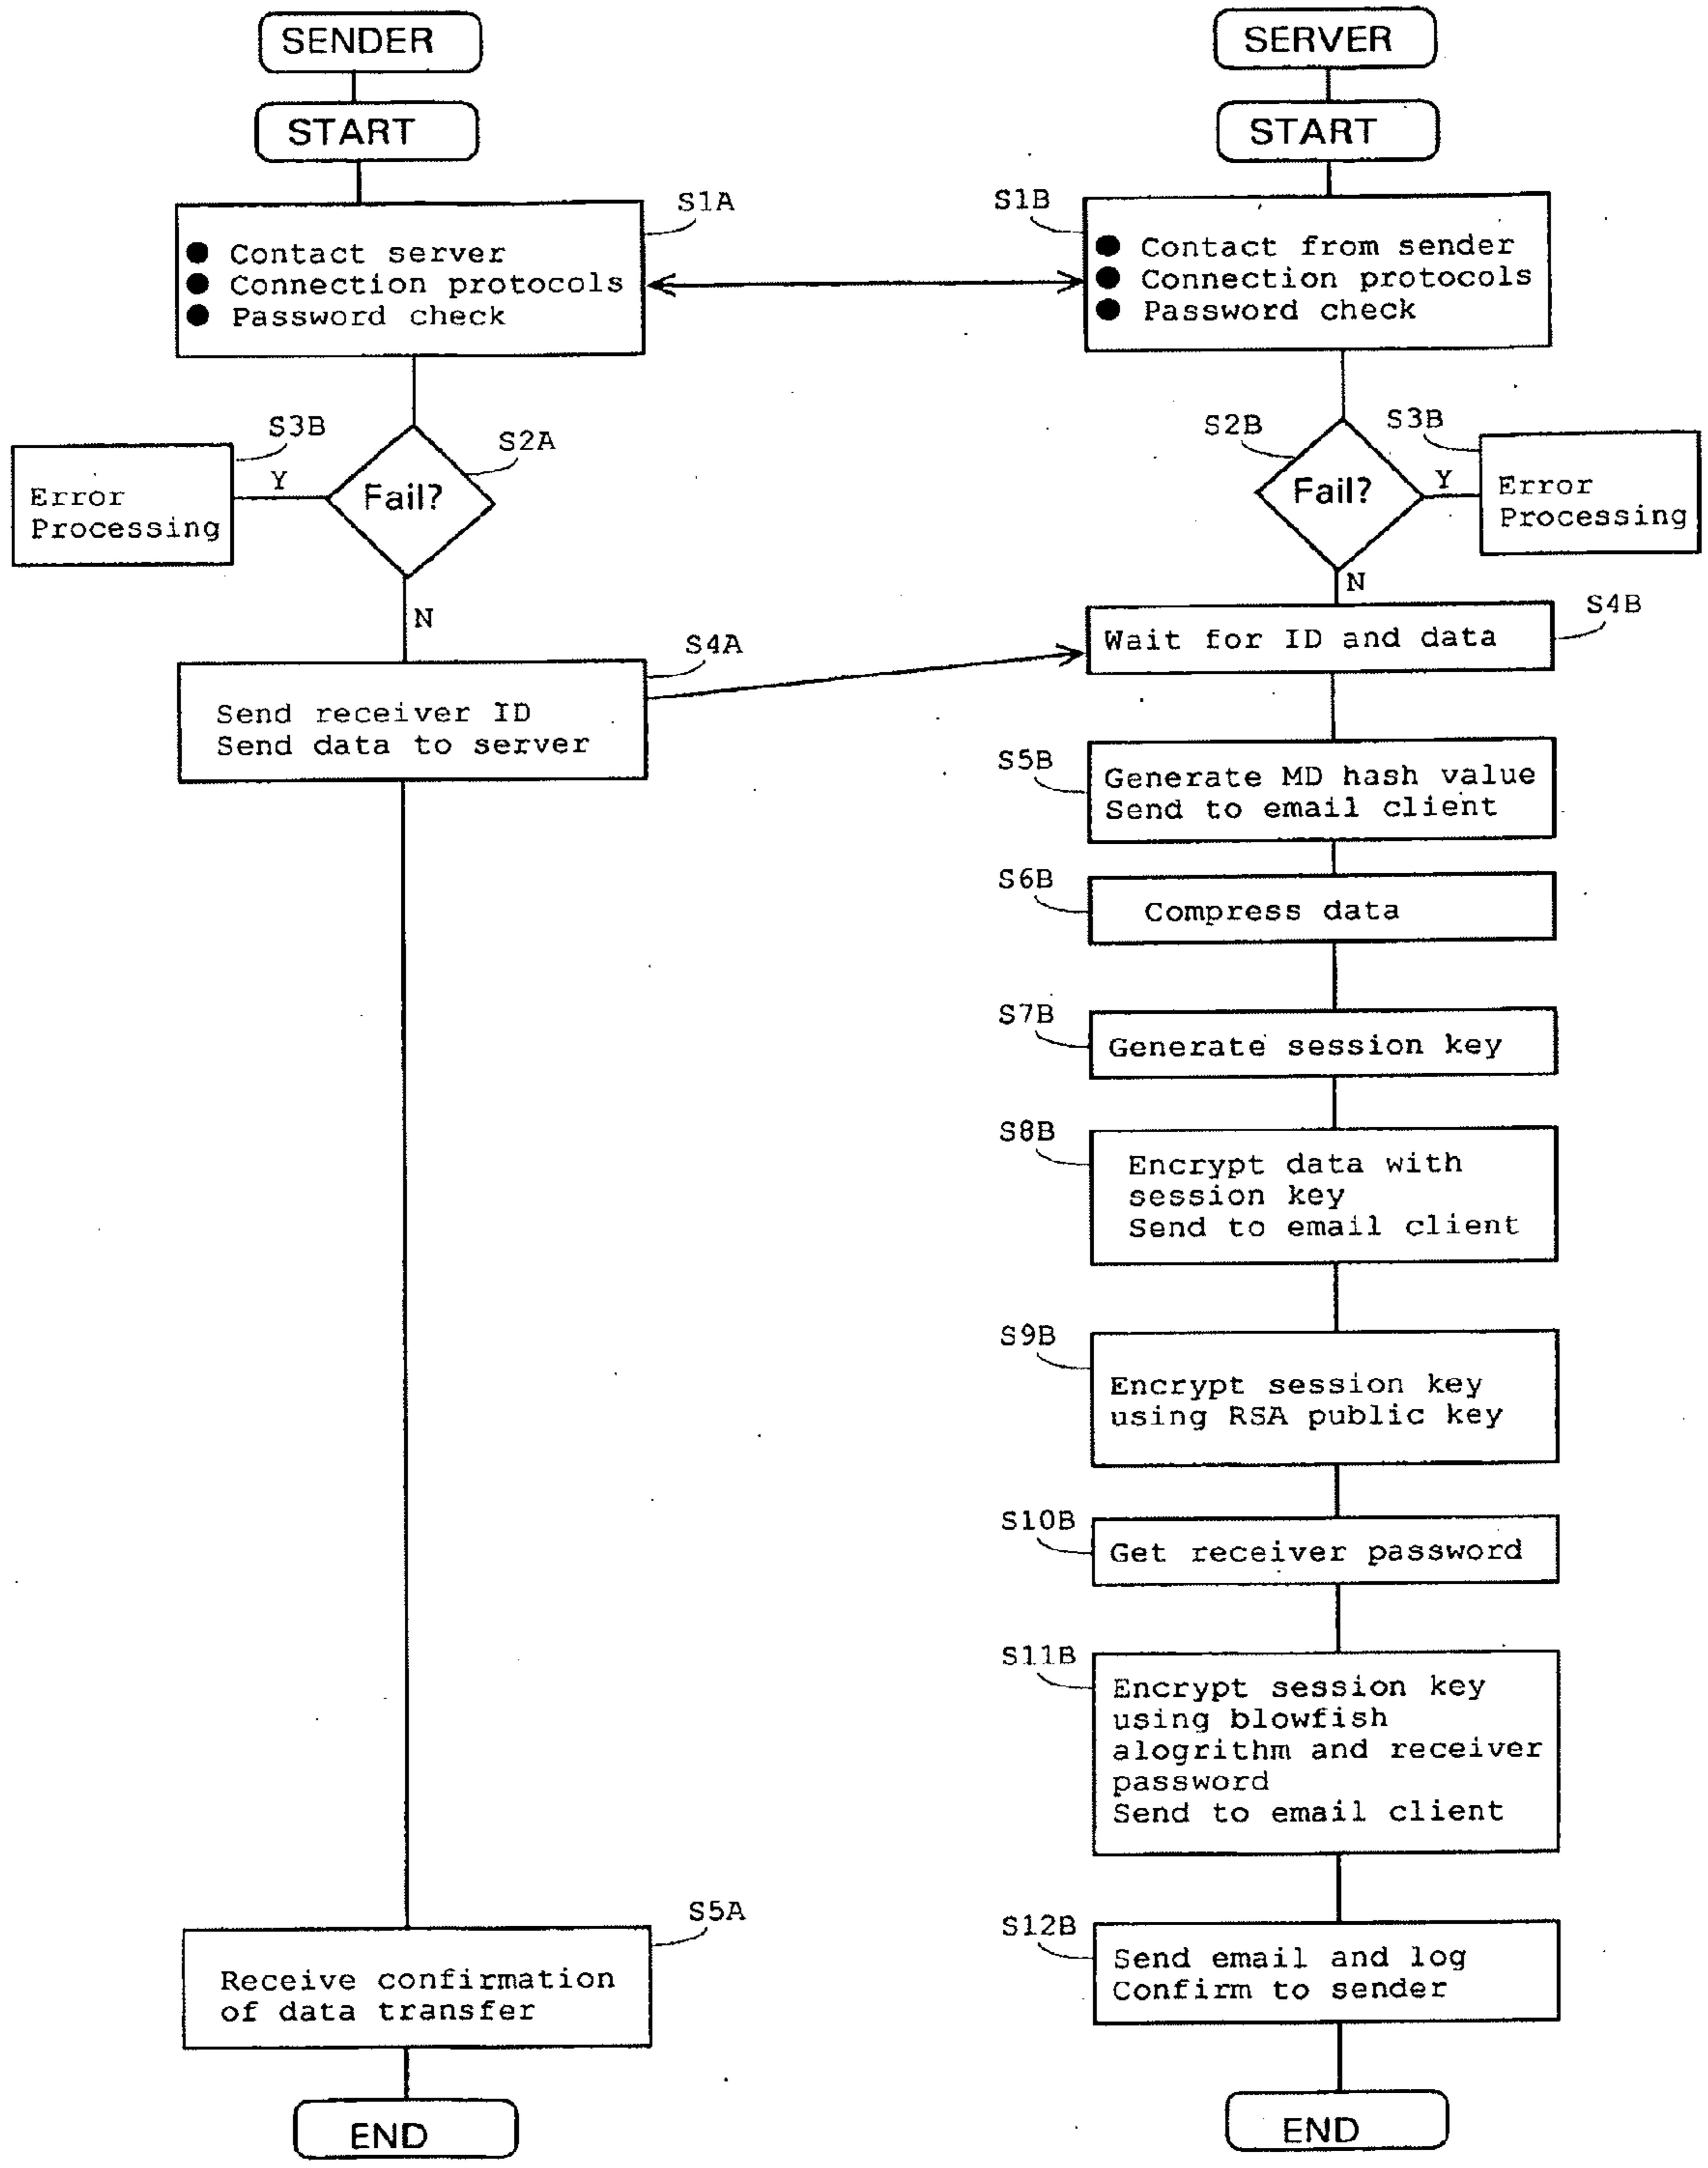 SENDER
START
S1A
● Contact server
● Connection protocols
● Password check
S3B
S2A
Y
Fail?
Error
Processing
N
S4A
Send receiver ID
Send data to server
S5A
Receive confirmation
of data transfer
END
SERVER
START
S1B
● Contact from sender
● Connection protocols
● Password check
S2B
S3B
Fail?
Y
Error
Processing
N
S4B
Wait for ID and data
S5B
Generate MD hash value
Send to email client
S6B
Compress data
S7B
Generate session key
S8B
Encrypt data with
session key
Send to email client
S9B
Encrypt session key
using RSA public key
S10B
Get receiver password
S11B
Encrypt session key
using blowfish
alogrithm and receiver
password
Send to email client
S12B
Send email and log
Confirm to sender
END